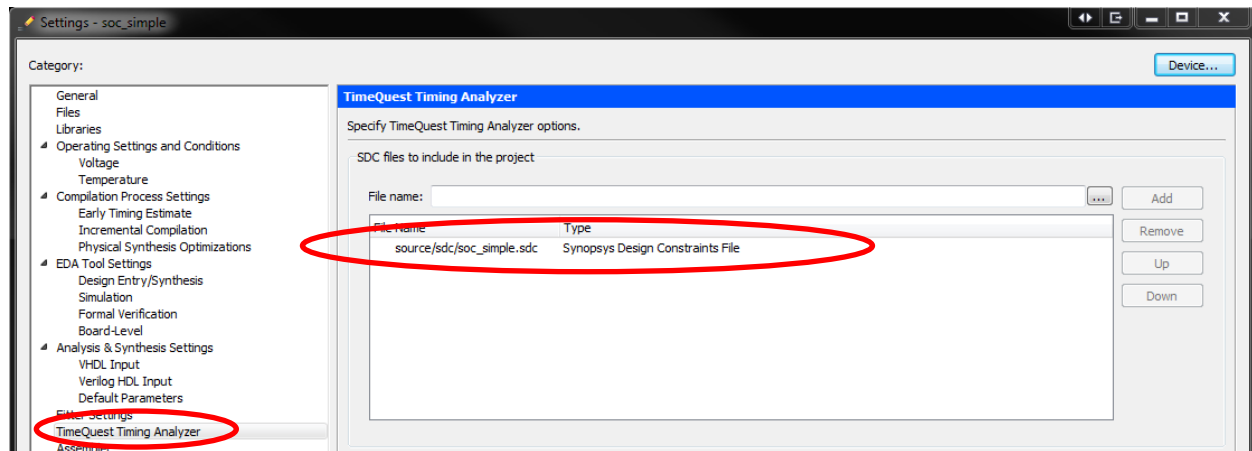 Settings - soc_simple
Category:
Device...
General
Files
Libraries
Operating Settings and Conditions
Voltage
Temperature
Compilation Process Settings
Early Timing Estimate
Incremental Compilation
Physical Synthesis Optimizations
EDA Tool Settings
Design Entry/Synthesis
Simulation
Formal Verification
Board-Level
Analysis & Synthesis Settings
VHDL Input
Verilog HDL Input
Default Parameters
Fitter Settings
TimeQuest Timing Analyzer
Assembler
TimeQuest Timing Analyzer
Specify TimeQuest Timing Analyzer options.
SDC files to include in the project
File name:
...
Add
File Name Type
Remove
source/sdc/soc_simple.sdc Synopsys Design Constraints File
Up
Down